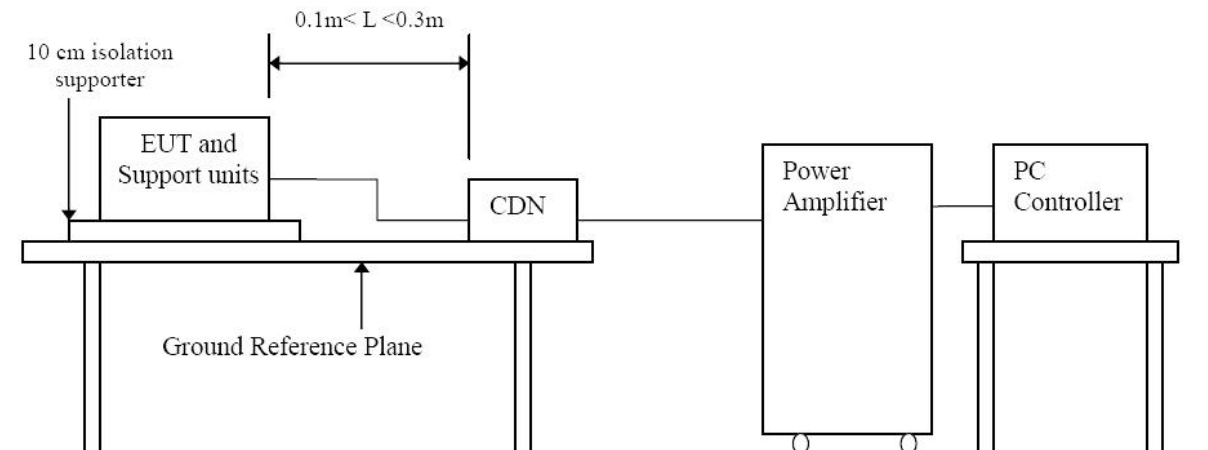 0.1m< L <0.3m
10 cm isolation
supporter
EUT and
Support units
CDN
Power
Amplifier
PC
Controller
Ground Reference Plane